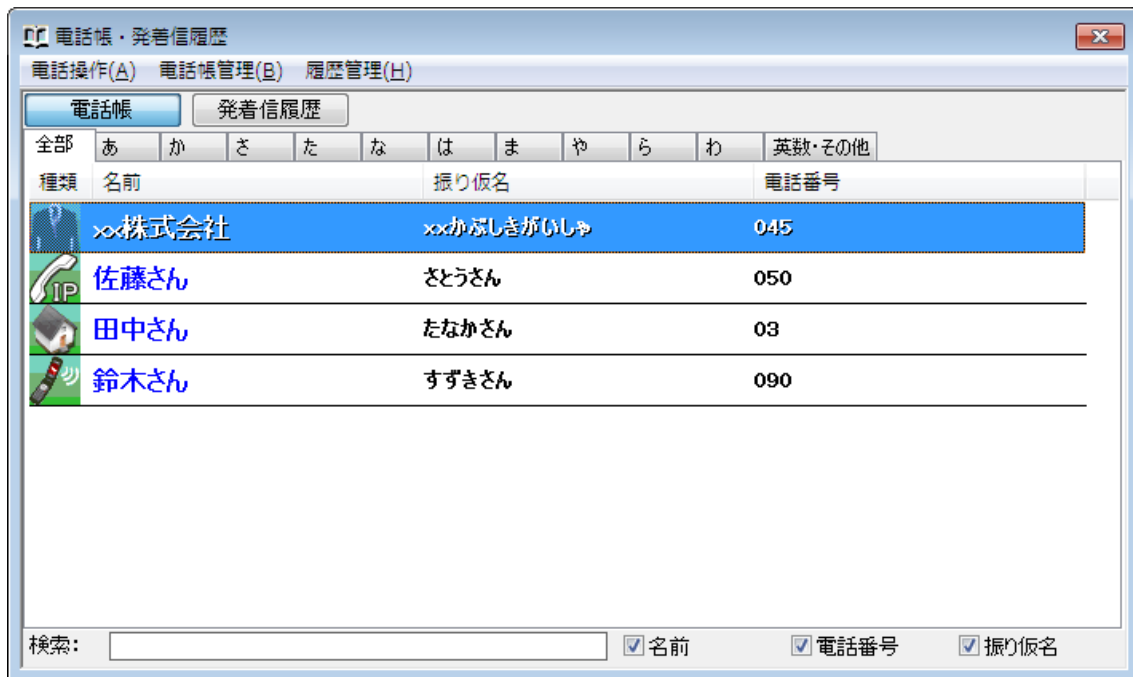 電話帳・発着信履歴
電話操作(A) 電話帳管理(B) 履歴管理(H)
電話帳 発着信履歴
全部 あ か さ た な は ま や ら わ 英数・その他
種類 名前 振り仮名 電話番号
xx株式会社 xxかぶしきがいしゃ 045
IP 佐藤さん さとうさん 050
田中さん たなかさん 03
鈴木さん すずきさん 090
検索: 名前 電話番号 振り仮名